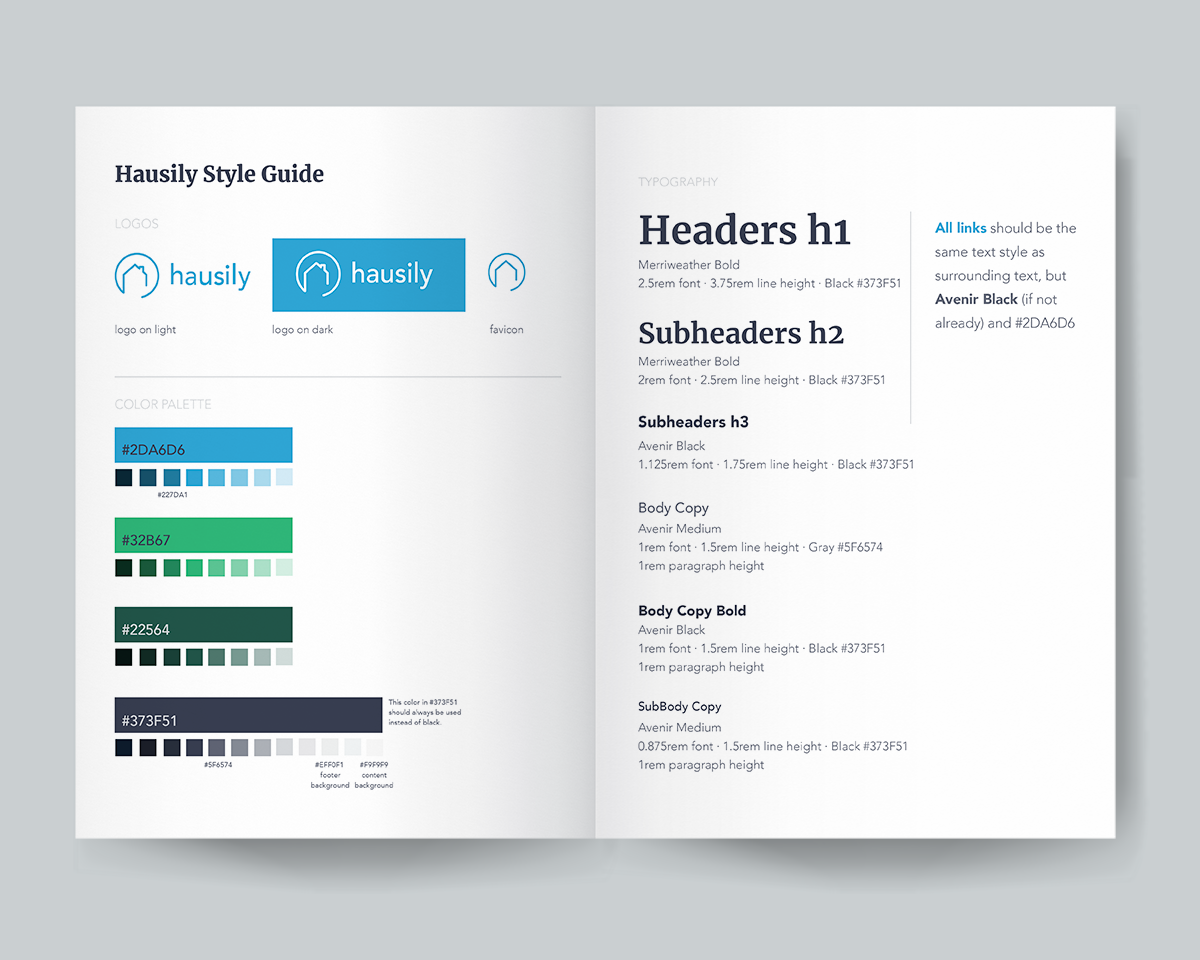 Hausily Style Guide
LOGOS
hausily
hausily
logo on light
logo on dark
favicon
COLOR PALETTE
#2DA6D6
#227DA1
#32B67
#22564
#373F51
This color in #373F51
should always be used
instead of black.
#5F6574
#EFF0F1
footer
background
#F9F9F9
content
background
TYPOGRAPHY
Headers h1
Merriweather Bold
2.5rem font · 3.75rem line height · Black #373F51
Subheaders h2
Merriweather Bold
2rem font · 2.5rem line height · Black #373F51
Subheaders h3
Avenir Black
1.125rem font · 1.75rem line height · Black #373F51
Body Copy
Avenir Medium
1rem font · 1.5rem line height · Gray #5F6574
1rem paragraph height
Body Copy Bold
Avenir Black
1rem font · 1.5rem line height · Black #373F51
1rem paragraph height
SubBody Copy
Avenir Medium
0.875rem font · 1.5rem line height · Black #373F51
1rem paragraph height
All links should be the
same text style as
surrounding text, but
Avenir Black (if not
already) and #2DA6D6